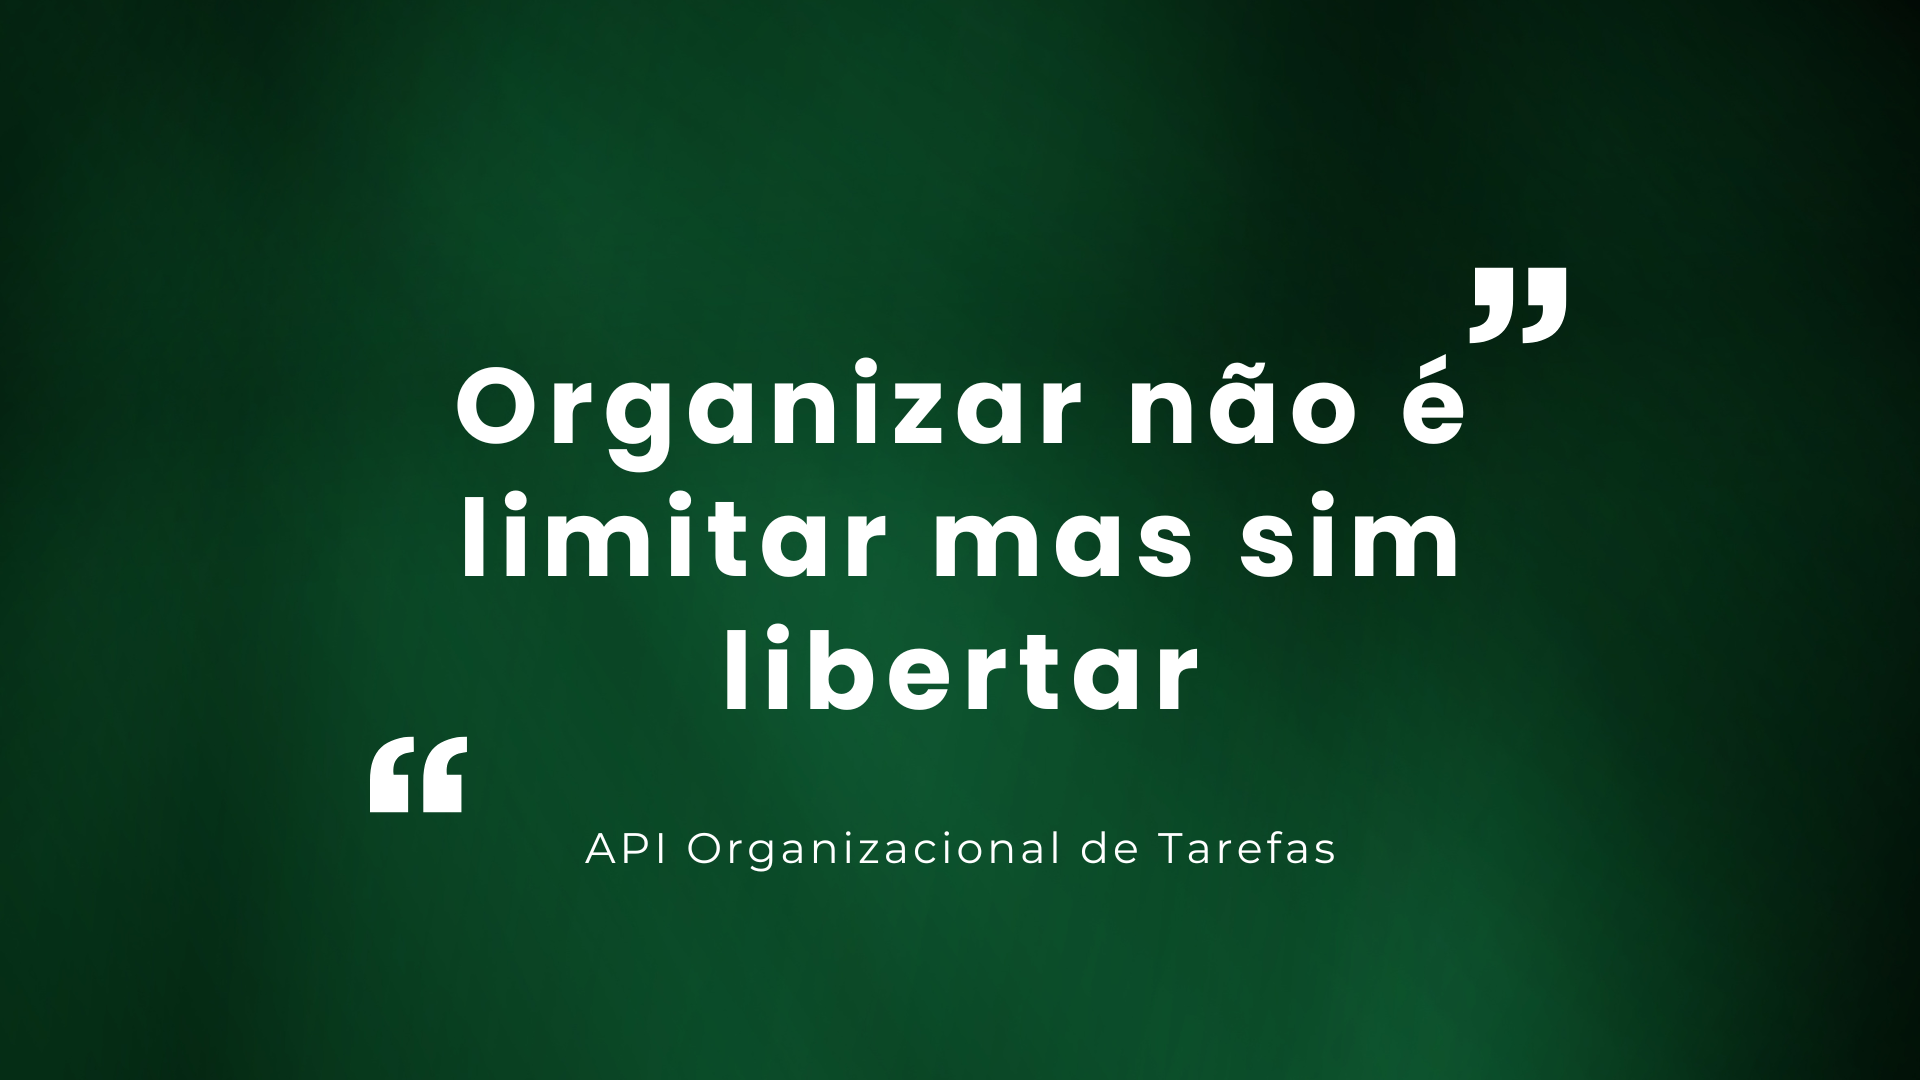 ”
Organizar não é
limitar mas sim
libertar
“
API Organizacional de Tarefas